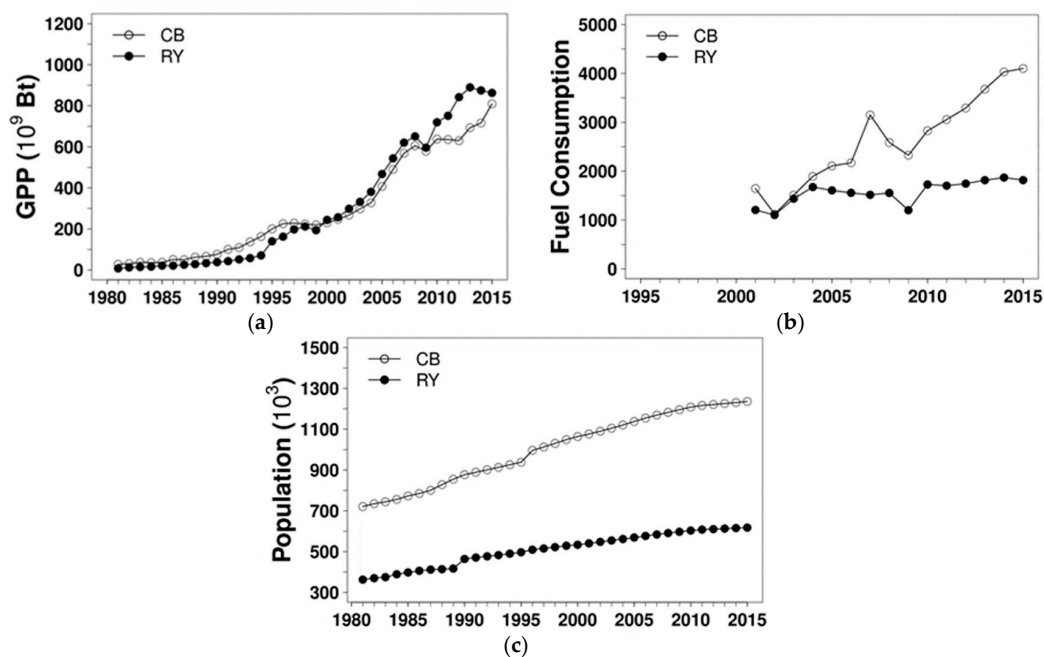 GPP (10⁹ Bt)
1200
1000
800
600
400
200
0
CB
RY
1980 1985 1990 1995 2000 2005 2010 2015
(a)
Fuel Consumption
5000
4000
3000
2000
1000
0
CB
RY
1995 2000 2005 2010 2015
(b)
Population (10³)
1500
1300
1100
900
700
500
300
CB
RY
1980 1985 1990 1995 2000 2005 2010 2015
(c)